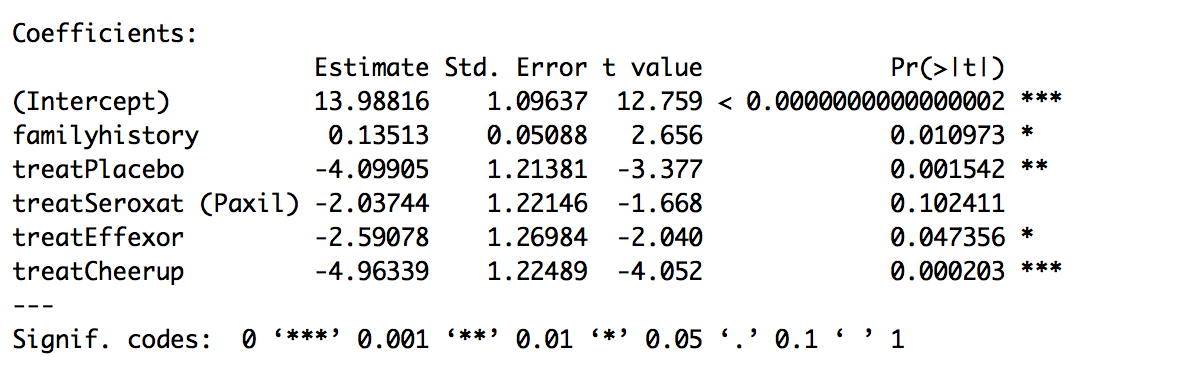 Coefficients:
                    Estimate Std. Error t value             Pr(>|t|)
(Intercept)         13.98816    1.09637  12.759 < 0.0000000000000002 ***
familyhistory        0.13513    0.05088   2.656             0.010973 *
treatPlacebo        -4.09905    1.21381  -3.377             0.001542 **
treatSeroxat (Paxil) -2.03744    1.22146  -1.668             0.102411
treatEffexor        -2.59078    1.26984  -2.040             0.047356 *
treatCheerup        -4.96339    1.22489  -4.052             0.000203 ***
---
Signif. codes:  0 ‘***’ 0.001 ‘**’ 0.01 ‘*’ 0.05 ‘.’ 0.1 ‘ ’ 1